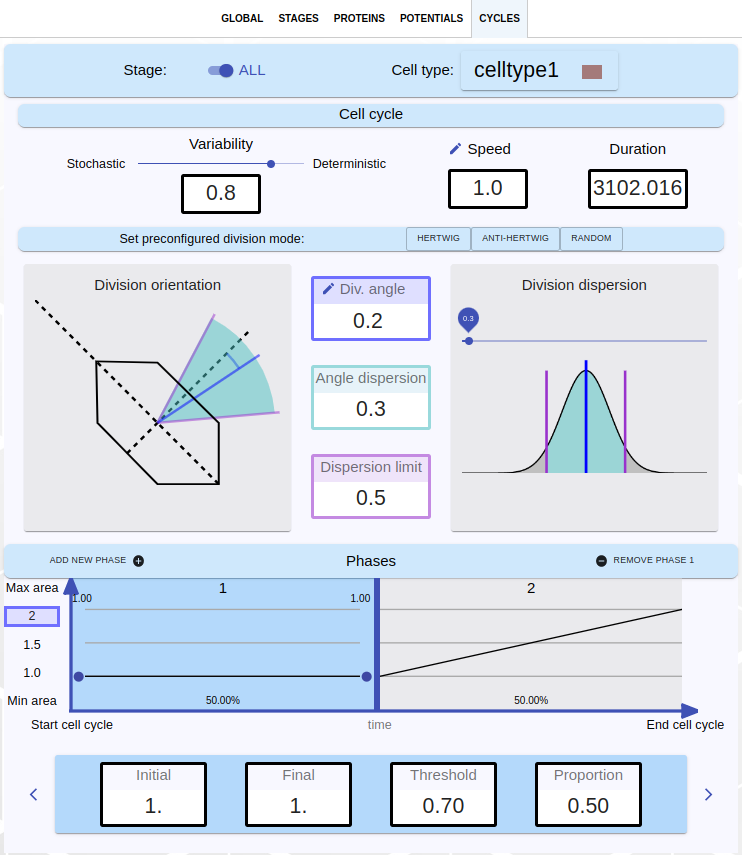 GLOBAL STAGES PROTEINS POTENTIALS CYCLES
Stage: ALL Cell type: celltype1
Cell cycle
Variability
Stochastic Deterministic
0.8
Speed
1.0
Duration
3102.016
Set preconfigured division mode: HERTWIG ANTI-HERTWIG RANDOM
Division orientation
Div. angle
0.2
Angle dispersion
0.3
Dispersion limit
0.5
Division dispersion
0.3
ADD NEW PHASE Phases REMOVE PHASE 1
Max area
2
1.5
1.0
Min area
1
1.00 1.00
50.00%
2
50.00%
Start cell cycle time End cell cycle
Initial
1.
Final
1.
Threshold
0.70
Proportion
0.50